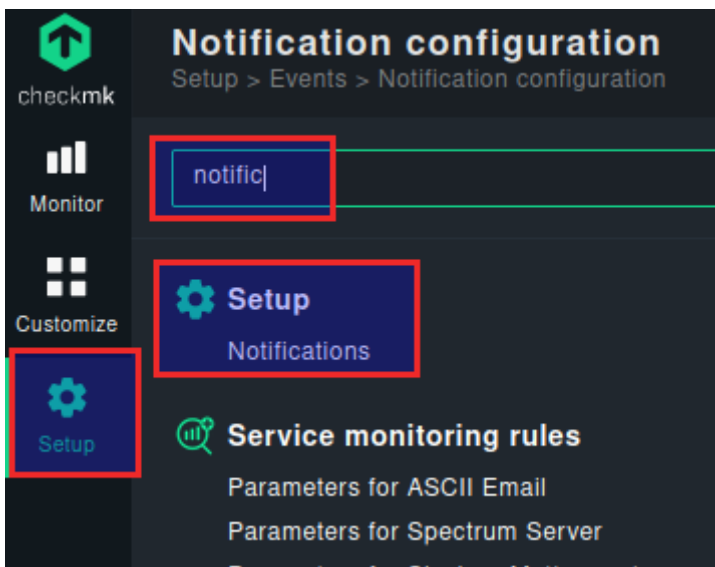 Notification configuration
Setup > Events > Notification configuration
checkmk
Monitor
Customize
Setup
notific
Setup
Notifications
Service monitoring rules
Parameters for ASCII Email
Parameters for Spectrum Server